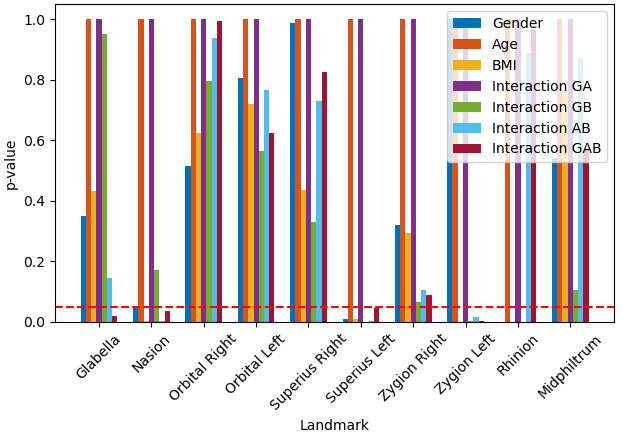 1.0
0.8
0.6
0.4
0.2
0.0
p-value
Gender
Age
BMI
Interaction GA
Interaction GB
Interaction AB
Interaction GAB
Glabella
Nasion
Orbital Right
Orbital Left
Superius Right
Superius Left
Zygion Right
Zygion Left
Rhinion
Midphiltrum
Landmark